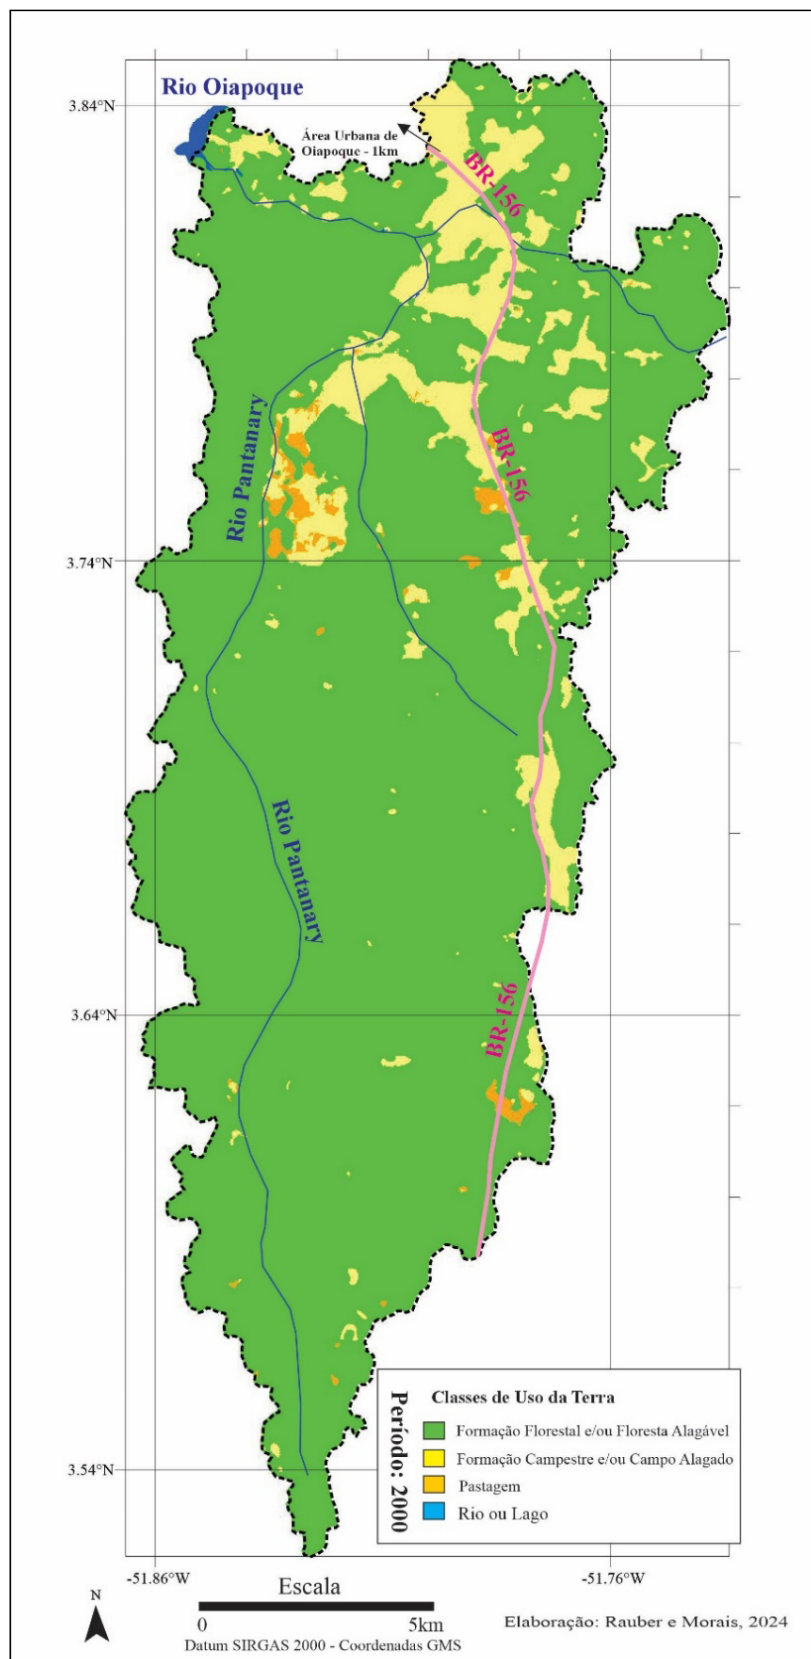 Rio Oiapoque
3.84°N
Área Urbana de
Oiapoque - 1km
BR-156
BR-156
Rio Pantanary
3.74°N
Rio Pantanary
BR-156
3.64°N
Período: 2000
Classes de Uso da Terra
Formação Florestal e/ou Floresta Alagável
Formação Campestre e/ou Campo Alagado
Pastagem
Rio ou Lago
3.54°N
-51.86°W
-51.76°W
N
Escala
0
5km
Datum SIRGAS 2000 - Coordenadas GMS
Elaboração: Rauber e Morais, 2024